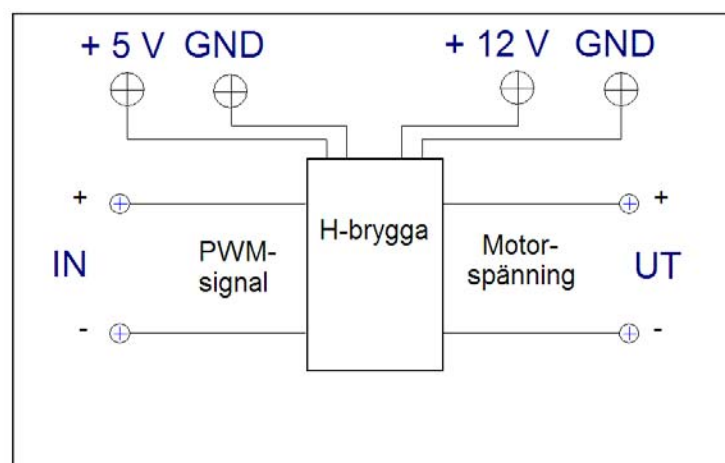 + 5 V GND
+ 12 V GND
+
IN
-
PWM-
signal
H-brygga
Motor-
spänning
+
UT
-